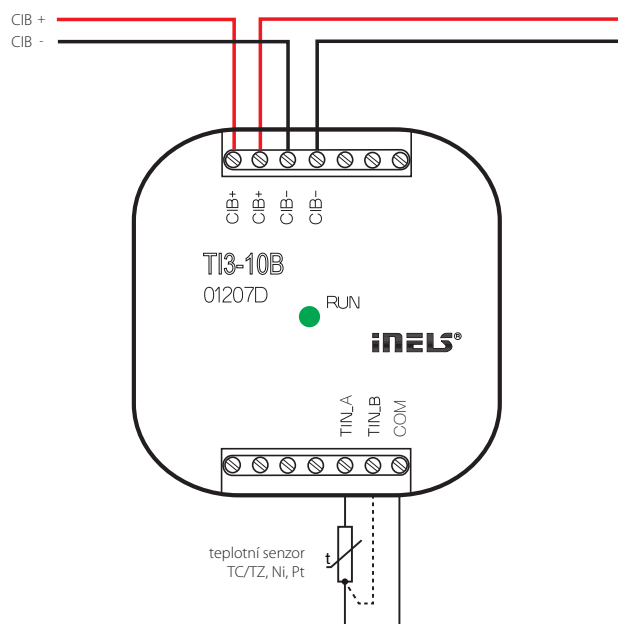 CIB +
CIB -
CIB+
CIB+
CIB-
CIB-
TI3-10B
01207D
RUN
iNELS®
TIN_A
TIN_B
COM
teplotní senzor
TC/TZ, Ni, Pt
t